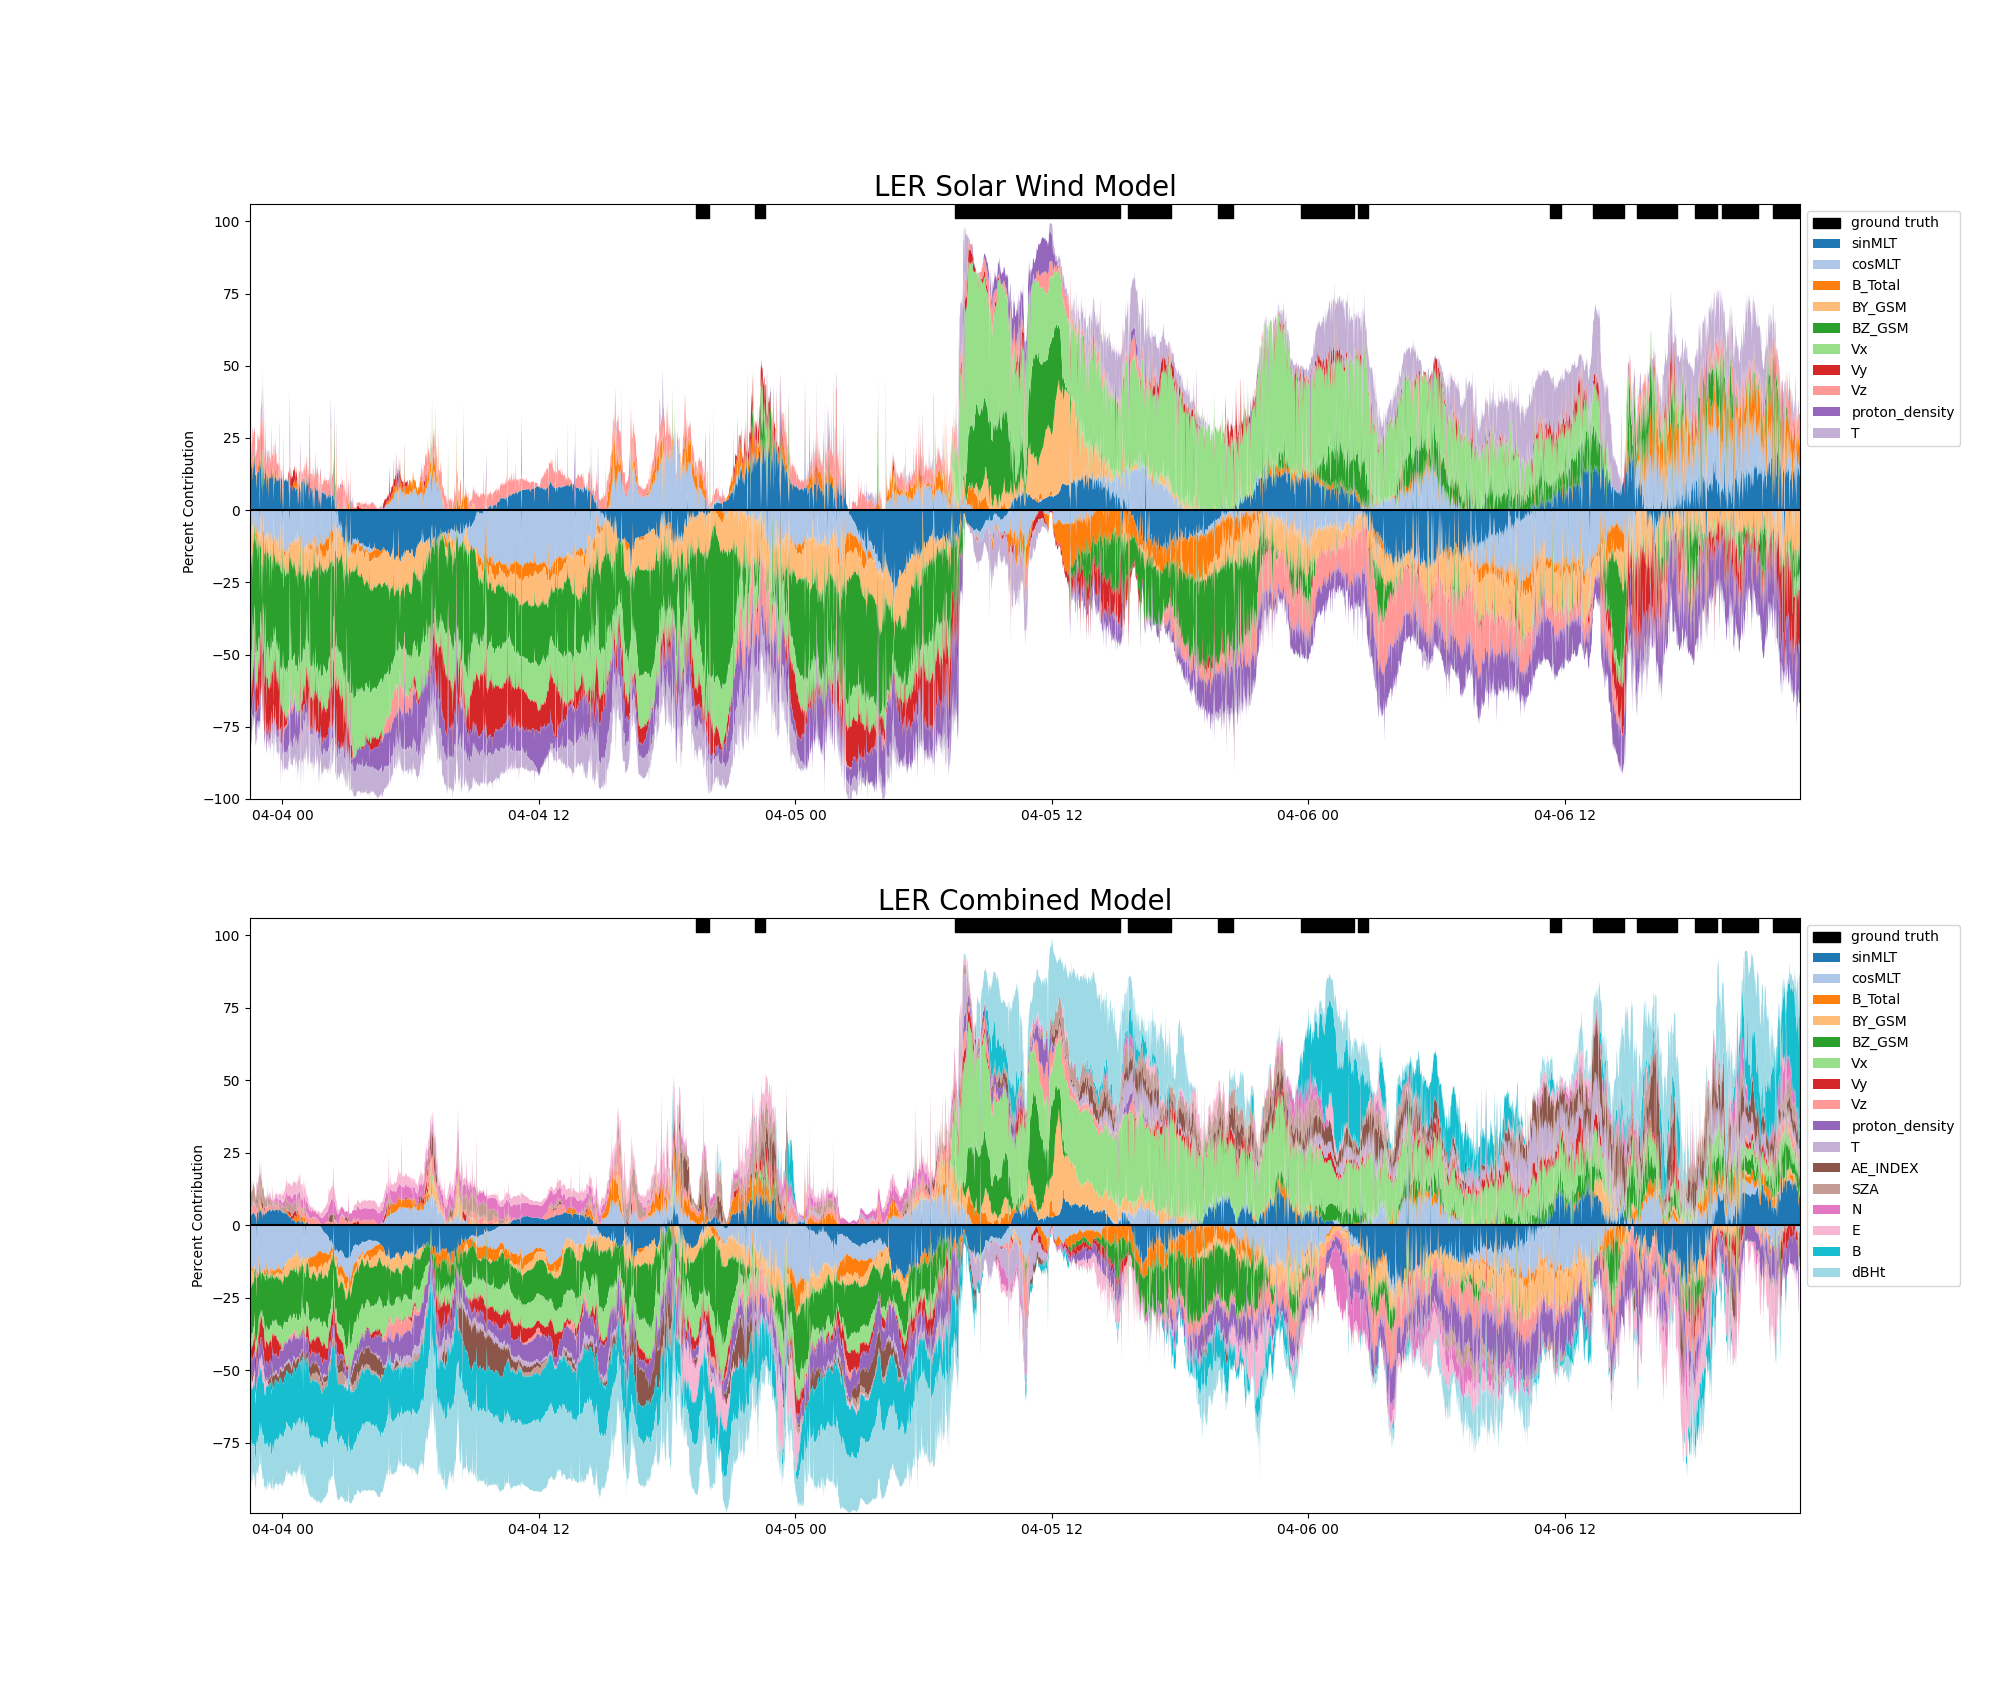 LER Solar Wind Model
Percent Contribution
100
75
50
25
0
−25
−50
−75
−100
04-04 00
04-04 12
04-05 00
04-05 12
04-06 00
04-06 12
ground truth
sinMLT
cosMLT
B_Total
BY_GSM
BZ_GSM
Vx
Vy
Vz
proton_density
T
LER Combined Model
Percent Contribution
100
75
50
25
0
−25
−50
−75
04-04 00
04-04 12
04-05 00
04-05 12
04-06 00
04-06 12
ground truth
sinMLT
cosMLT
B_Total
BY_GSM
BZ_GSM
Vx
Vy
Vz
proton_density
T
AE_INDEX
SZA
N
E
B
dBHt